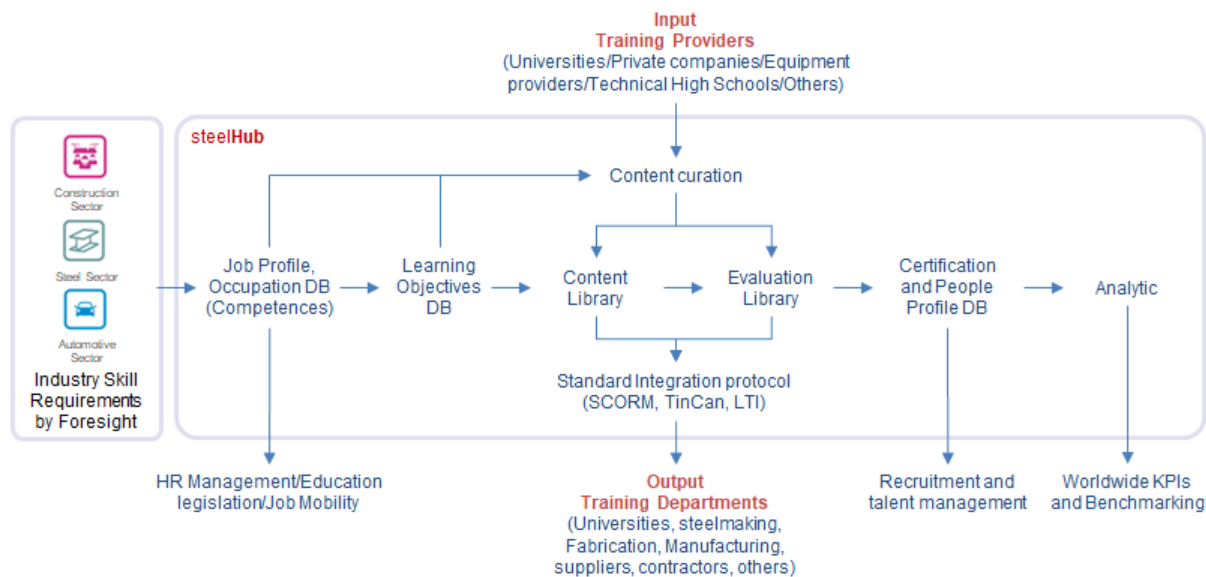 Input
Training Providers
(Universities/Private companies/Equipment
providers/Technical High Schools/Others)
steelHub
Construction
Sector
Steel Sector
Automotive
Sector
Industry Skill
Requirements
by Foresight
Content curation
Job Profile,
Occupation DB
(Competences)
Learning
Objectives
DB
Content
Library
Evaluation
Library
Certification
and People
Profile DB
Analytic
Standard Integration protocol
(SCORM, TinCan, LTI)
HR Management/Education
legislation/Job Mobility
Output
Training Departments
(Universities, steelmaking,
Fabrication, Manufacturing,
suppliers, contractors, others)
Recruitment and
talent management
Worldwide KPIs
and Benchmarking